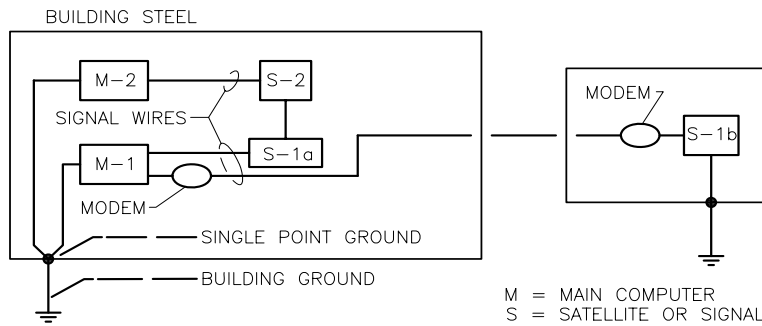 BUILDING STEEL
M-2
S-2
MODEM
SIGNAL WIRES
S-1b
S-1a
M-1
MODEM
SINGLE POINT GROUND
BUILDING GROUND
M = MAIN COMPUTER
S = SATELLITE OR SIGNAL